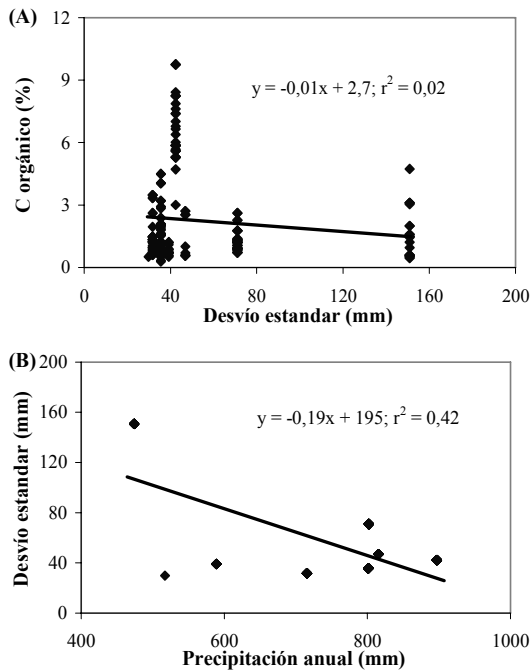 (A)
12
9
6
3
0
C orgánico (%)
y = -0,01x + 2,7; r² = 0,02
0 40 80 120 160 200
Desvío estandar (mm)
(B)
200
160
120
80
40
0
Desvío estandar (mm)
y = -0,19x + 195; r² = 0,42
400 600 800 1000
Precipitación anual (mm)